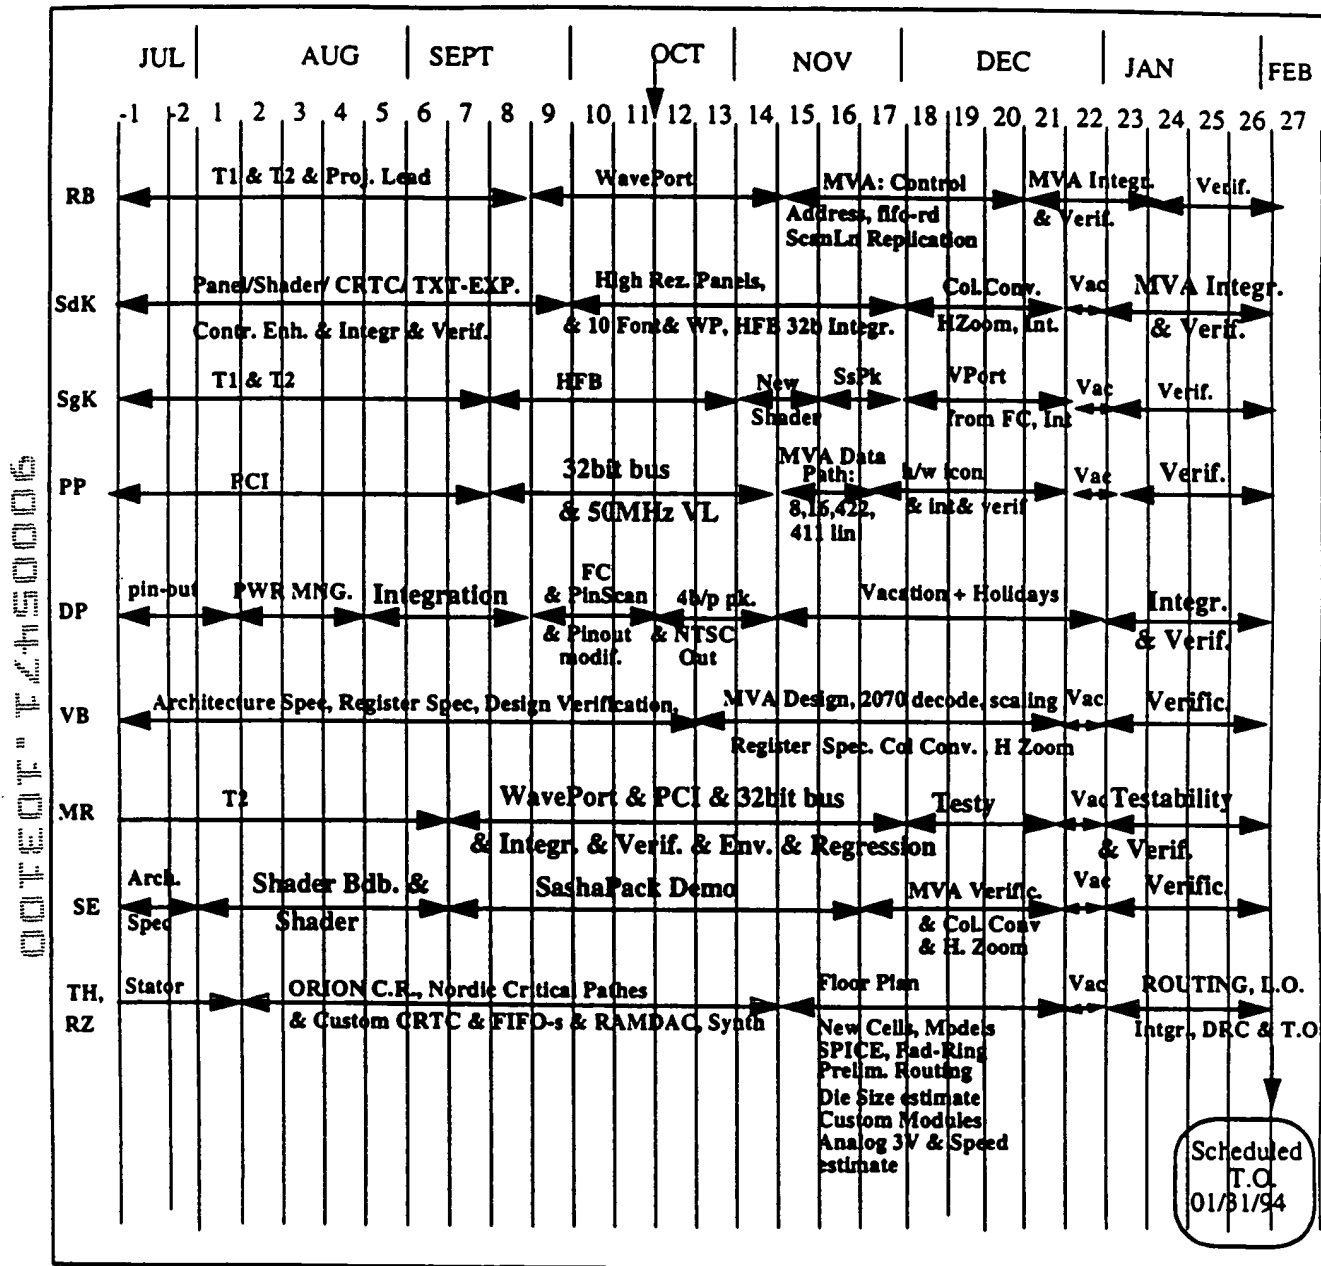 JUL AUG SEPT OCT NOV DEC JAN FEB
-1 -2 1 2 3 4 5 6 7 8 9 10 11 12 13 14 15 16 17 18 19 20 21 22 23 24 25 26 27
RB
T1 & T2 & Proj. Lead
WavePort
MVA: Control
Address, fifo-rd
ScanLn Replication
MVA Integr.
& Verif.
Verif.
SdK
Panel/Shader/ CRTC/ TXT-EXP.
Contr. Enh. & Integr & Verif.
High Rez. Panels,
& 10 Font & WP, HFB 32b Integr.
Col.Conv.
HZoom, Int.
Vac
MVA Integr.
& Verif.
SgK
T1 & T2
HFB
New
Shader
SsPk
VPort
from FC, Int
Vac
Verif.
PP
PCI
32bit bus
& 50MHz VL
MVA Data
Path:
8,16,422,
411 lin
h/w icon
& int& verif
Vac
Verif.
DP
pin-out
PWR MNG.
Integration
FC
& PinScan
& Pinout
modif.
4b/p pk.
& NTSC
Out
Vacation + Holidays
Integr.
& Verif.
VB
Architecture Spec, Register Spec, Design Verification,
MVA Design, 2070 decode, scaling
Register Spec. Col Conv. , H Zoom
Vac
Verific.
MR
T2
WavePort & PCI & 32bit bus
& Integr. & Verif. & Env. & Regression
Testy
Vac
Testability
& Verif.
SE
Arch.
Spec
Shader Bdb. &
Shader
SashaPack Demo
MVA Verific.
& Col. Conv
& H. Zoom
Vac
Verific.
TH,
RZ
Stator
ORION C.R., Nordic Critical Pathes
& Custom CRTC & FIFO-s & RAMDAC, Synth
Floor Plan
New Cells, Models
SPICE, Pad-Ring
Prelim. Routing
Die Size estimate
Custom Modules
Analog 3V & Speed
estimate
Vac
ROUTING, L.O.
Intgr., DRC & T.O
Scheduled
T.O.
01/31/94